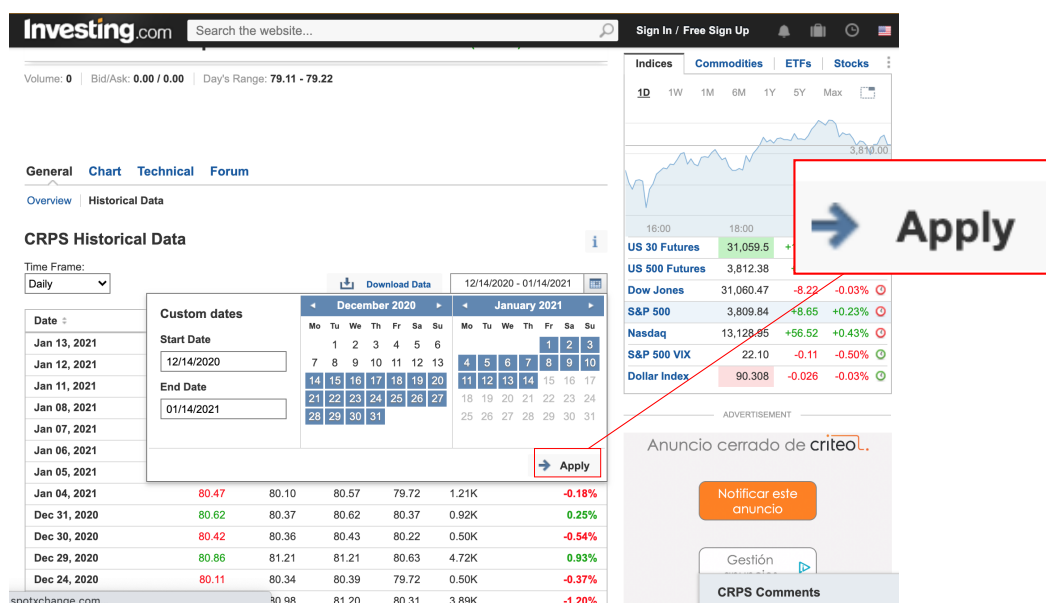 Investing.com Search the website... Sign In / Free Sign Up
Volume: 0 Bid/Ask: 0.00 / 0.00 Day's Range: 79.11 - 79.22
General Chart Technical Forum
Overview Historical Data
CRPS Historical Data
Time Frame:
Daily
Download Data 12/14/2020 - 01/14/2021
Date
Jan 13, 2021
Jan 12, 2021
Jan 11, 2021
Jan 08, 2021
Jan 07, 2021
Jan 06, 2021
Jan 05, 2021
Custom dates
Start Date
12/14/2020
End Date
01/14/2021
December 2020
Mo Tu We Th Fr Sa Su
1 2 3 4 5 6
7 8 9 10 11 12 13
14 15 16 17 18 19 20
21 22 23 24 25 26 27
28 29 30 31
January 2021
Mo Tu We Th Fr Sa Su
1 2 3
4 5 6 7 8 9 10
11 12 13 14 15 16 17
18 19 20 21 22 23 24
25 26 27 28 29 30 31
Apply
Jan 04, 2021 80.47 80.10 80.57 79.72 1.21K -0.18%
Dec 31, 2020 80.62 80.37 80.62 80.37 0.92K 0.25%
Dec 30, 2020 80.42 80.36 80.43 80.22 0.50K -0.54%
Dec 29, 2020 80.86 81.21 81.21 80.63 4.72K 0.93%
Dec 24, 2020 80.11 80.34 80.39 79.72 0.50K -0.37%
80.98 81.20 80.31 3.89K -1.20%
spotxchange.com
Indices Commodities ETFs Stocks
1D 1W 1M 6M 1Y 5Y Max
3,810.00
16:00 18:00
Apply
US 30 Futures 31,059.5
US 500 Futures 3,812.38
Dow Jones 31,060.47 -8.22 -0.03%
S&P 500 3,809.84 +8.65 +0.23%
Nasdaq 13,128.95 +56.52 +0.43%
S&P 500 VIX 22.10 -0.11 -0.50%
Dollar Index 90.308 -0.026 -0.03%
ADVERTISEMENT
Anuncio cerrado de criteo.
Notificar este
anuncio
Gestión
CRPS Comments